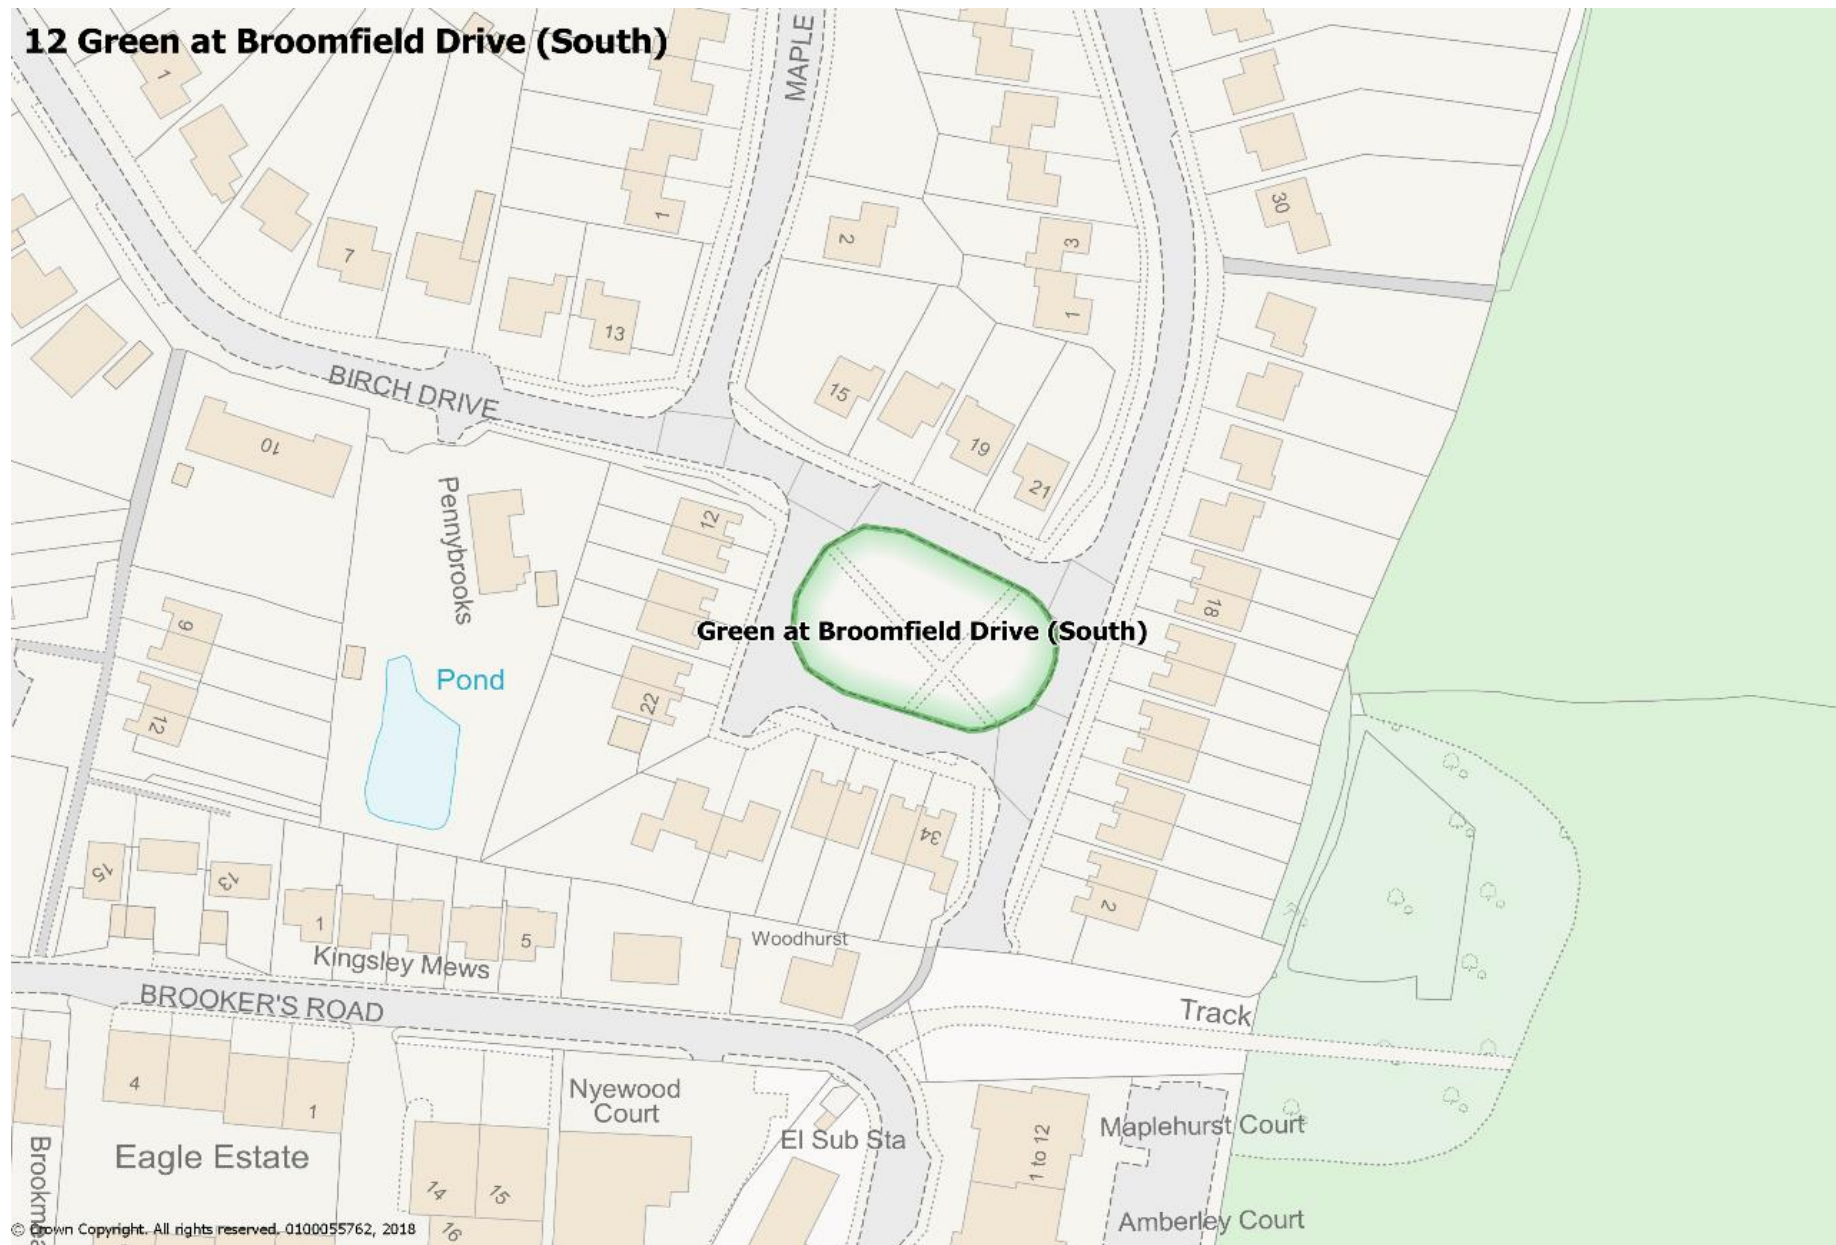 12 Green at Broomfield Drive (South)
MAPLE
1
1
7
13
2
3
1
30
BIRCH DRIVE
15
19
21
10
Pennybrooks
12
18
Green at Broomfield Drive (South)
9
12
Pond
22
34
2
15
13
1
5
Kingsley Mews
Woodhurst
BROOKER'S ROAD
Track
4
1
Nyewood
Court
El Sub Sta
1 to 12
Maplehurst Court
Eagle Estate
14
15
16
Amberley Court
© Crown Copyright. All rights reserved. 0100055762, 2018